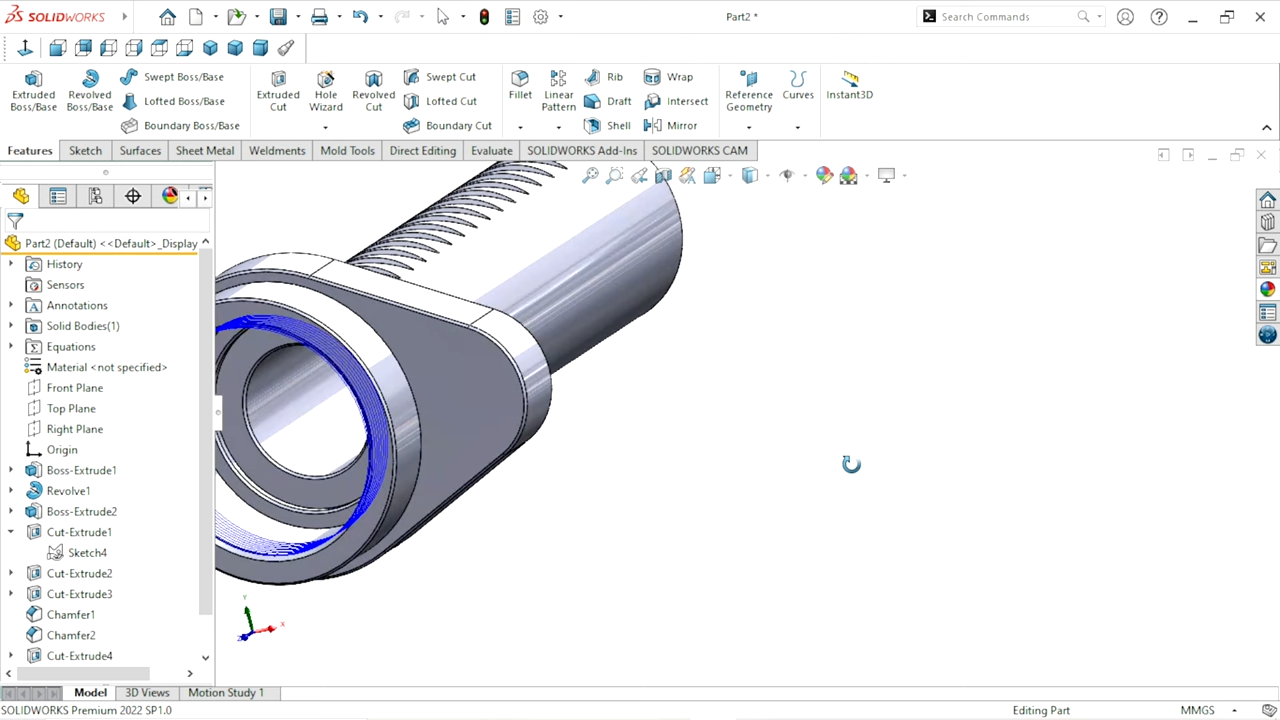 SOLIDWORKS
Part2 *
Search Commands
Extruded Boss/Base
Revolved Boss/Base
Swept Boss/Base
Lofted Boss/Base
Boundary Boss/Base
Extruded Cut
Hole Wizard
Revolved Cut
Swept Cut
Lofted Cut
Boundary Cut
Fillet
Linear Pattern
Rib
Draft
Shell
Wrap
Intersect
Mirror
Reference Geometry
Curves
Instant3D
Features
Sketch
Surfaces
Sheet Metal
Weldments
Mold Tools
Direct Editing
Evaluate
SOLIDWORKS Add-Ins
SOLIDWORKS CAM
Part2 (Default) <<Default>_Display
History
Sensors
Annotations
Solid Bodies(1)
Equations
Material <not specified>
Front Plane
Top Plane
Right Plane
Origin
Boss-Extrude1
Revolve1
Boss-Extrude2
Cut-Extrude1
Sketch4
Cut-Extrude2
Cut-Extrude3
Chamfer1
Chamfer2
Cut-Extrude4
Y
X
Z
Model
3D Views
Motion Study 1
SOLIDWORKS Premium 2022 SP1.0
Editing Part
MMGS